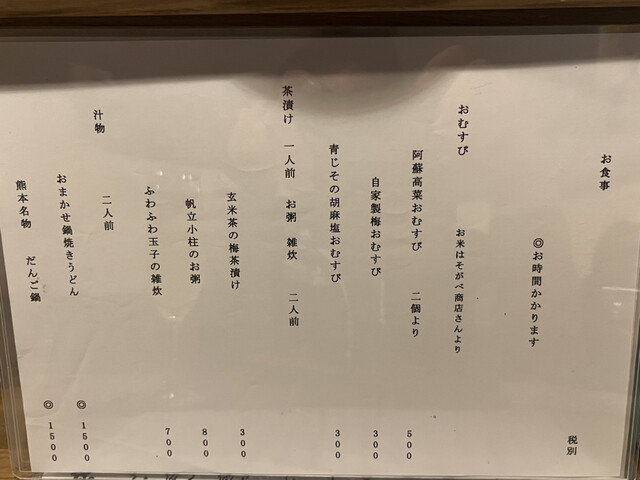 お食事
税別
◎お時間かかります
おむすび
お米はそがべ商店さんより
阿蘇高菜おむすび 二個より 500
自家製梅おむすび 300
青じその胡麻塩おむすび 300
茶漬け 一人前 お粥 雑炊 二人前
玄米茶の梅茶漬け 300
帆立小柱のお粥 800
ふわふわ玉子の雑炊 700
汁物 二人前
おまかせ鍋焼きうどん ◎1500
熊本名物 だんご鍋 ◎1500